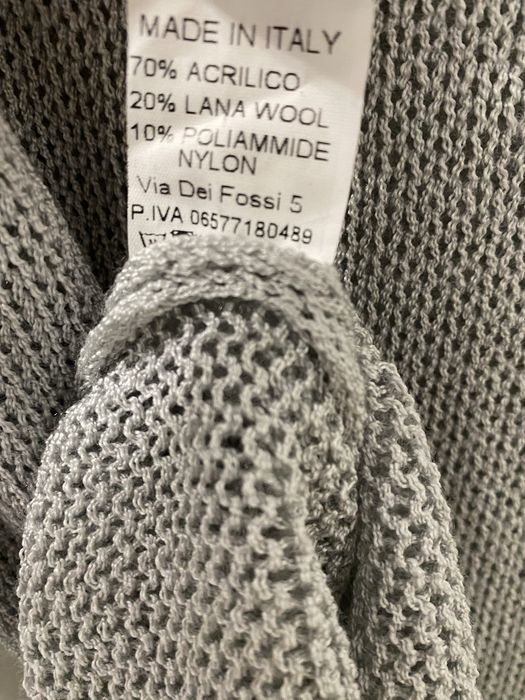 MADE IN ITALY
70% ACRILICO
20% LANA WOOL
10% POLIAMMIDE
NYLON
Via Dei Fossi 5
P.IVA 06577180489